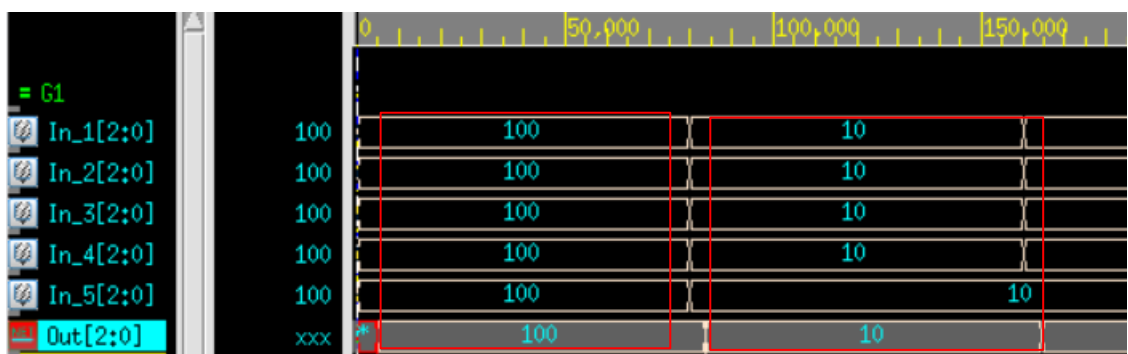 0 50,000 100,000 150,000
= G1
In_1[2:0] 100 100 10
In_2[2:0] 100 100 10
In_3[2:0] 100 100 10
In_4[2:0] 100 100 10
In_5[2:0] 100 100 10
Out[2:0] xxx * 100 10